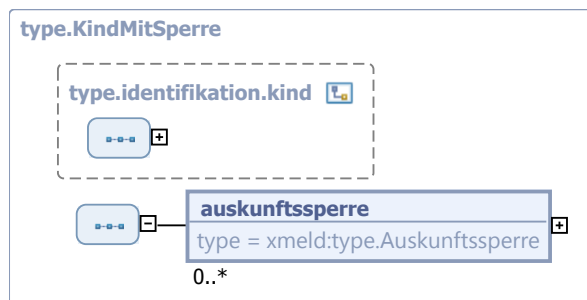 type.KindMitSperre
type.identifikation.kind
auskunftssperre
type = xmeld:type.Auskunftssperre
0..*